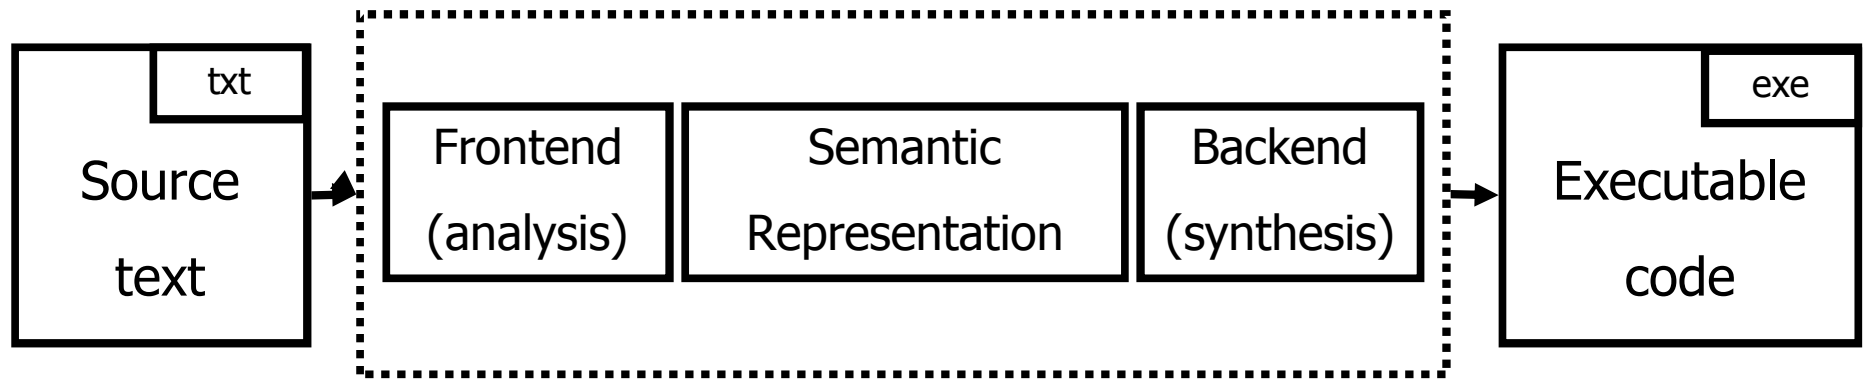 txt
Source
text
Frontend
(analysis)
Semantic
Representation
Backend
(synthesis)
exe
Executable
code